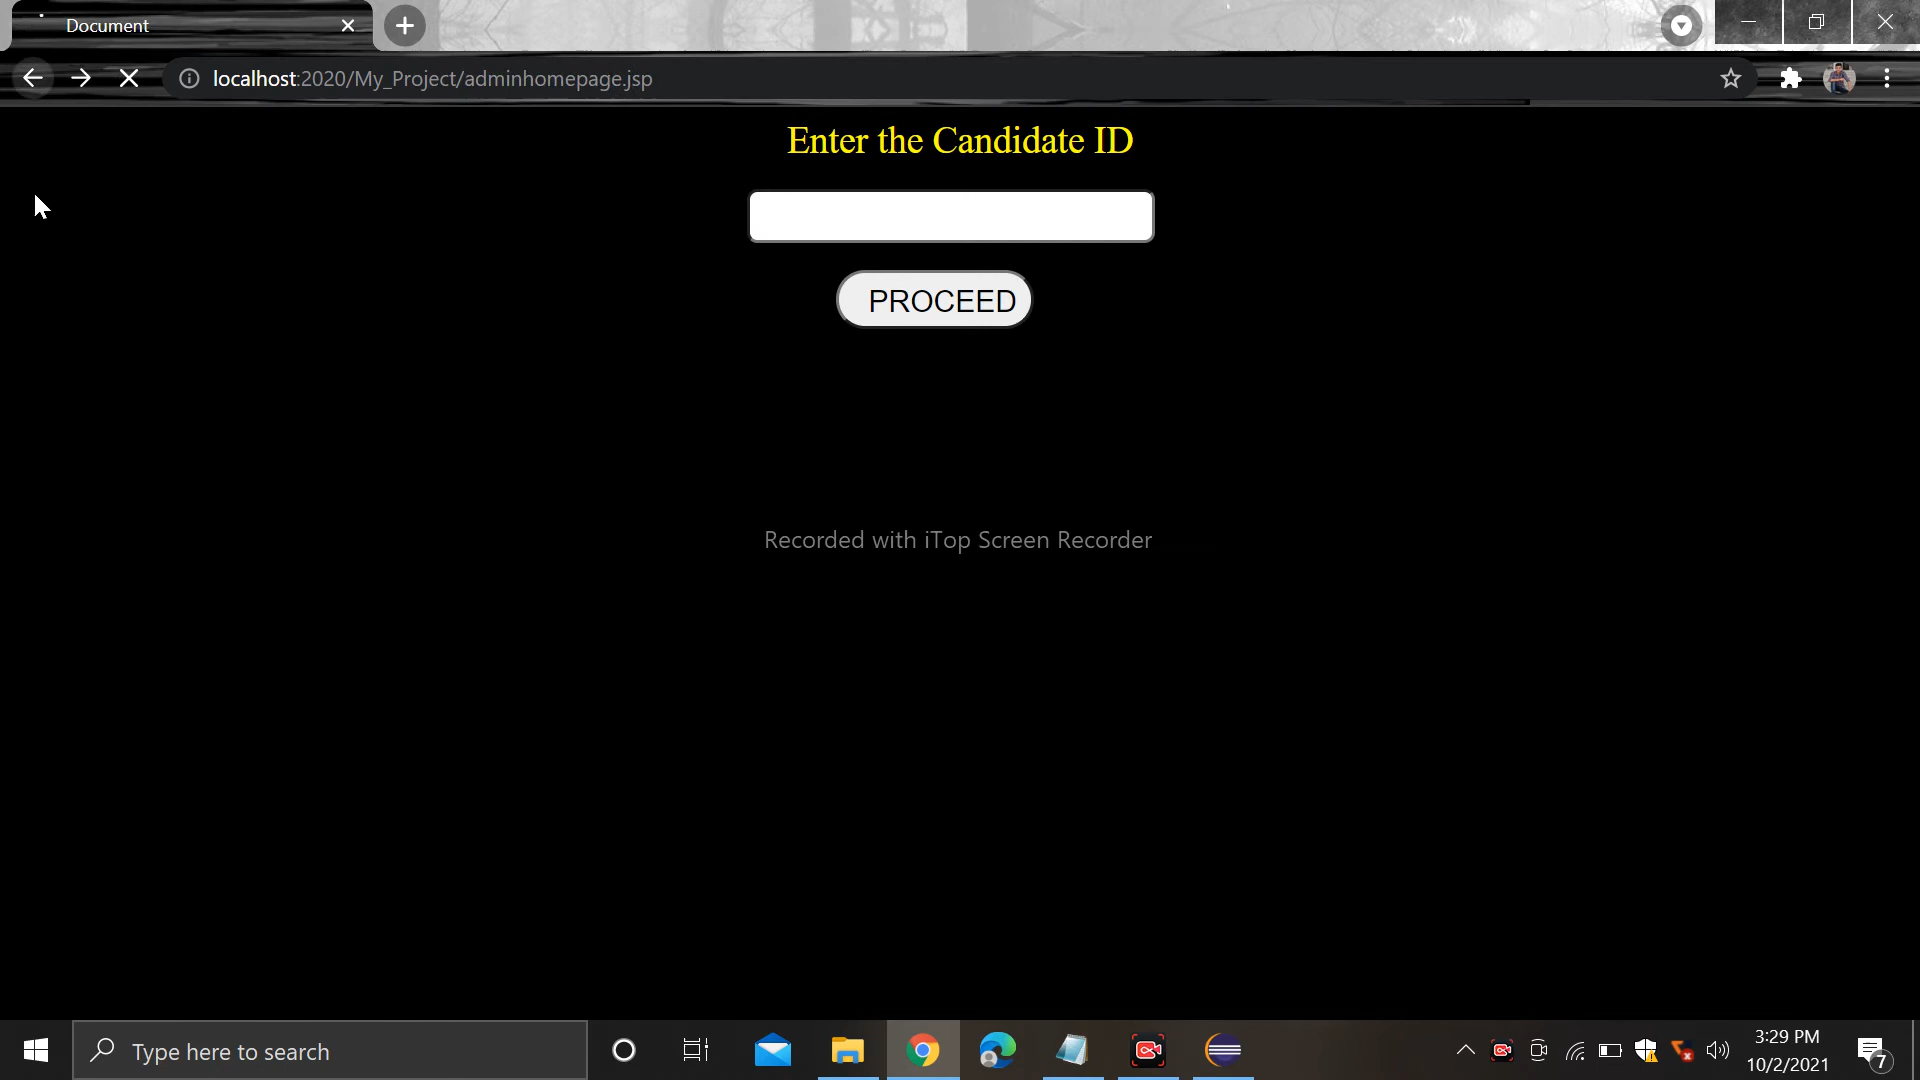 Document
localhost:2020/My_Project/adminhomepage.jsp
Enter the Candidate ID
PROCEED
Recorded with iTop Screen Recorder
Type here to search
3:29 PM
10/2/2021
7